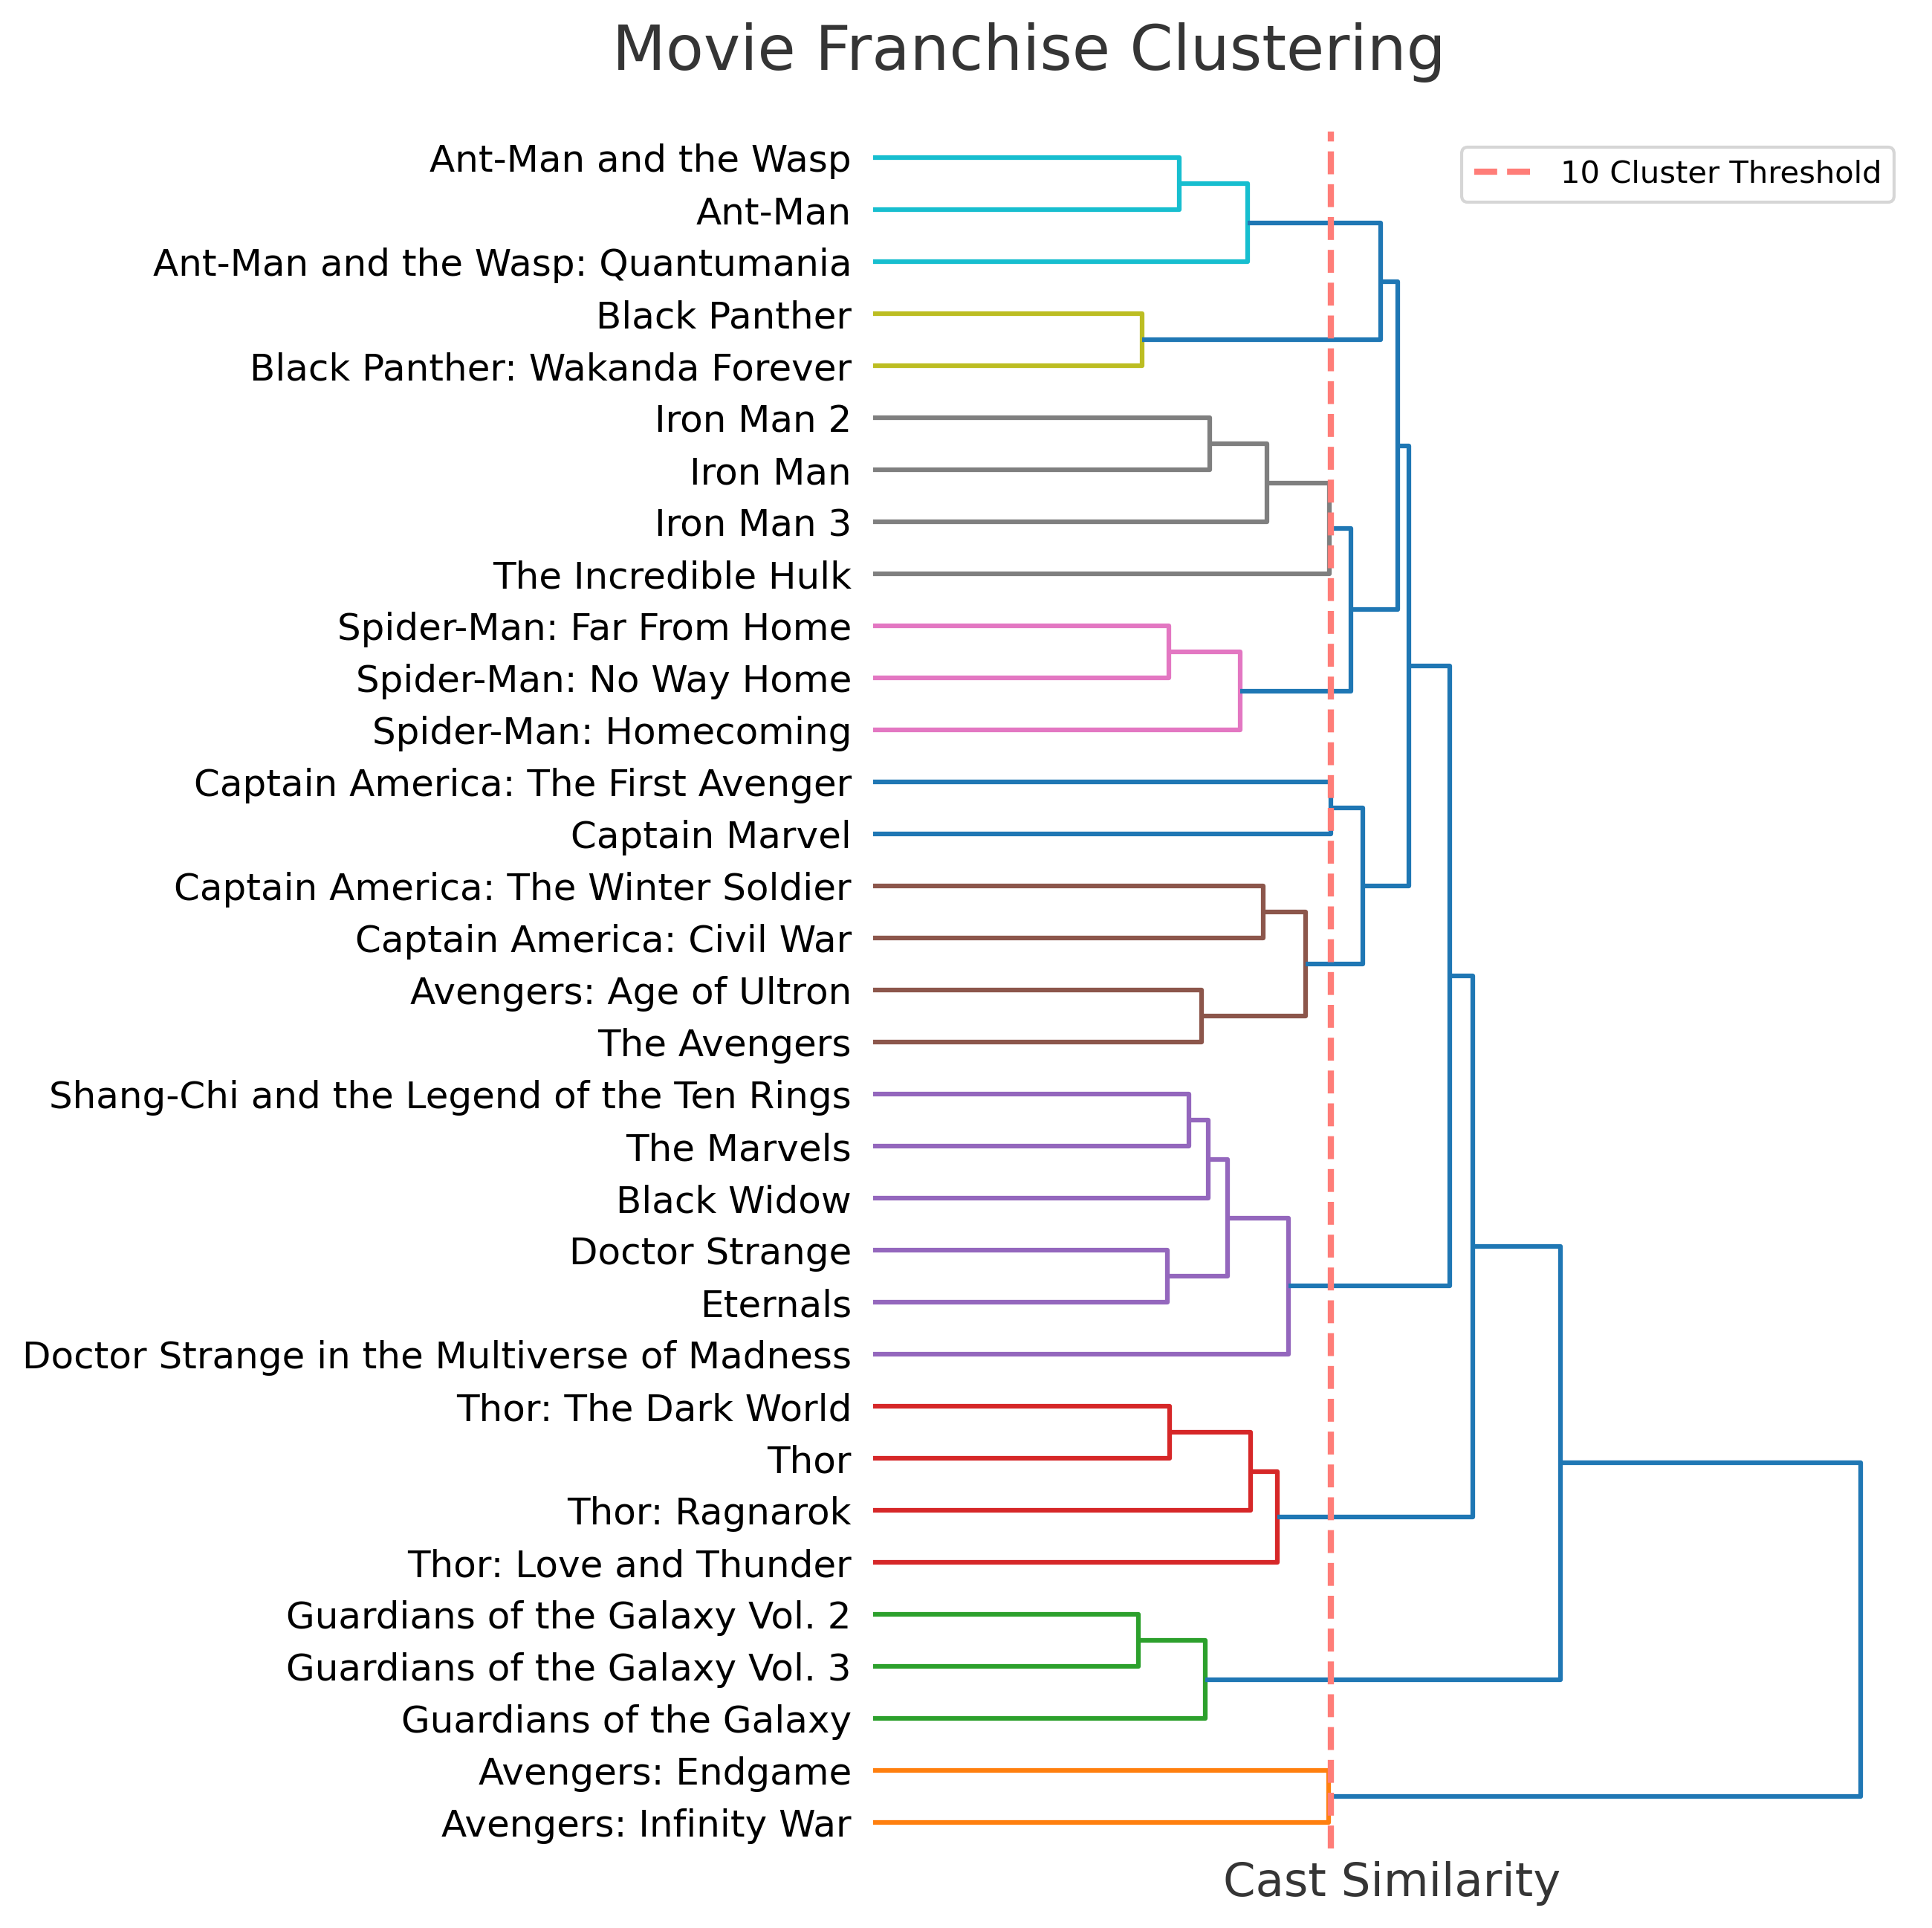 Movie Franchise Clustering
10 Cluster Threshold
Ant-Man and the Wasp
Ant-Man
Ant-Man and the Wasp: Quantumania
Black Panther
Black Panther: Wakanda Forever
Iron Man 2
Iron Man
Iron Man 3
The Incredible Hulk
Spider-Man: Far From Home
Spider-Man: No Way Home
Spider-Man: Homecoming
Captain America: The First Avenger
Captain Marvel
Captain America: The Winter Soldier
Captain America: Civil War
Avengers: Age of Ultron
The Avengers
Shang-Chi and the Legend of the Ten Rings
The Marvels
Black Widow
Doctor Strange
Eternals
Doctor Strange in the Multiverse of Madness
Thor: The Dark World
Thor
Thor: Ragnarok
Thor: Love and Thunder
Guardians of the Galaxy Vol. 2
Guardians of the Galaxy Vol. 3
Guardians of the Galaxy
Avengers: Endgame
Avengers: Infinity War
Cast Similarity